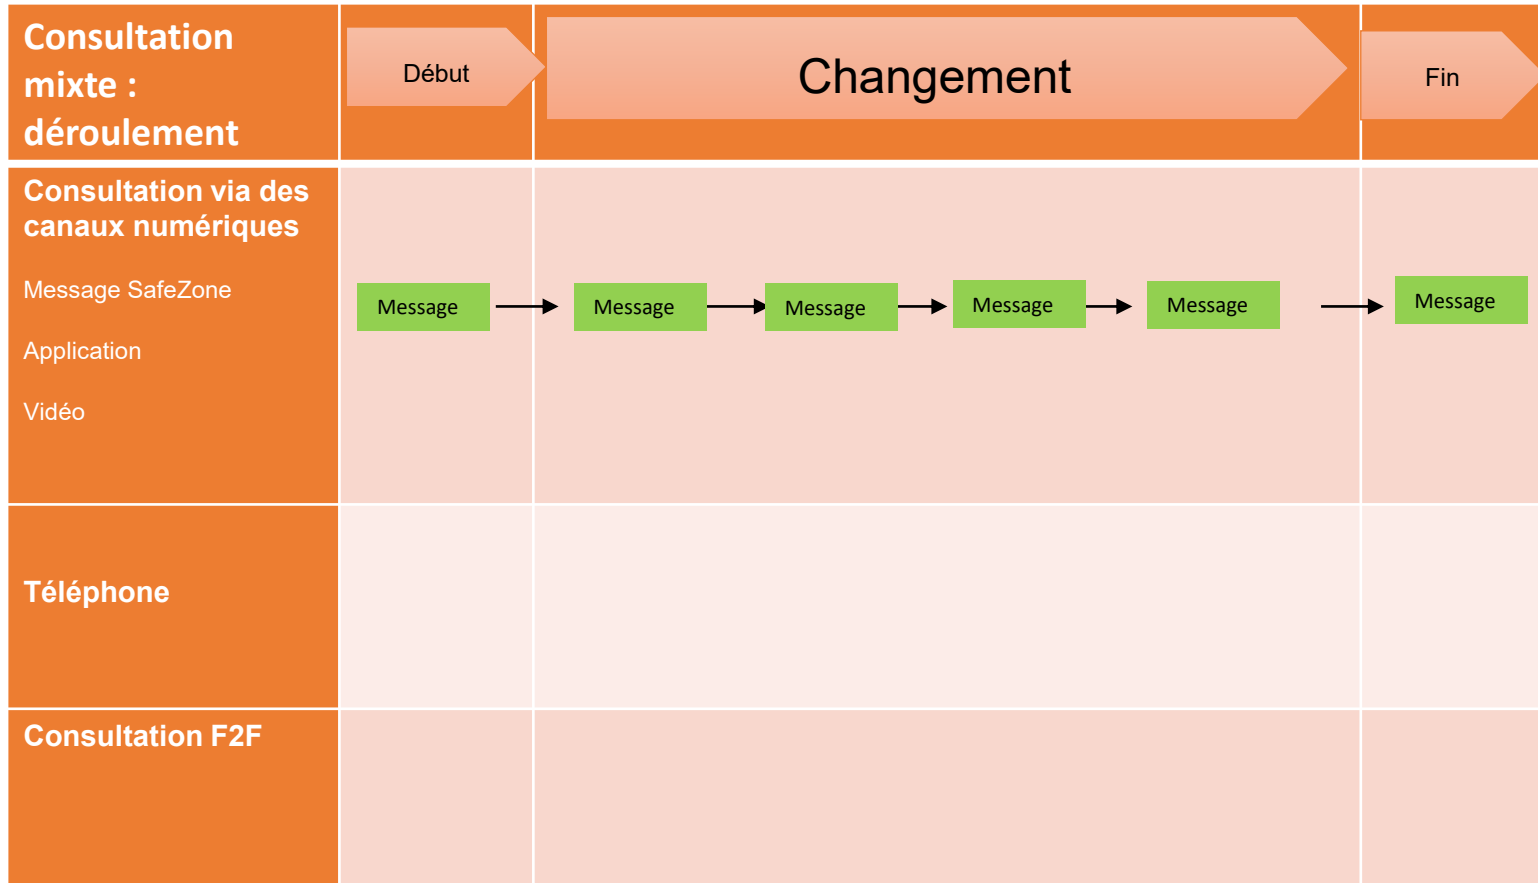 Consultation
mixte :
déroulement
Début
Changement
Fin
Consultation via des
canaux numériques
Message SafeZone
Application
Vidéo
Message
Message
Message
Message
Message
Message
Téléphone
Consultation F2F